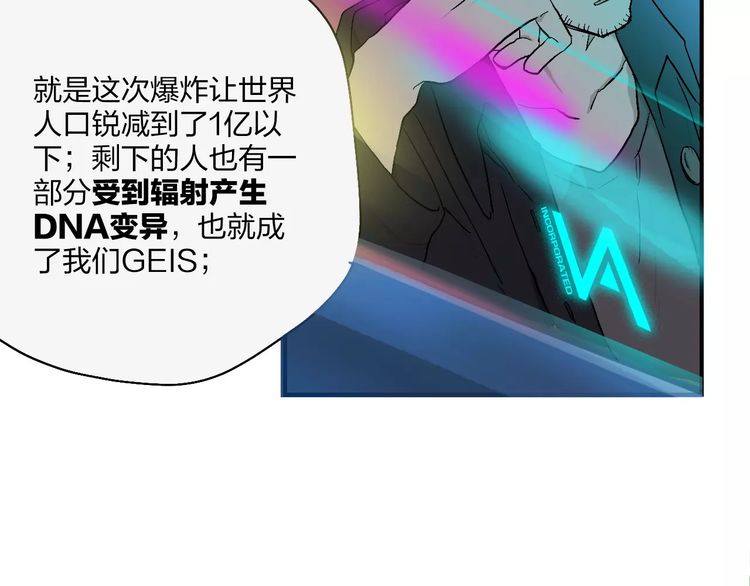 就是这次爆炸让世界
人口锐减到了1亿以
下；剩下的人也有一
部分受到辐射产生
DNA变异，也就成
了我们GEIS；
VA
INCORPORATED